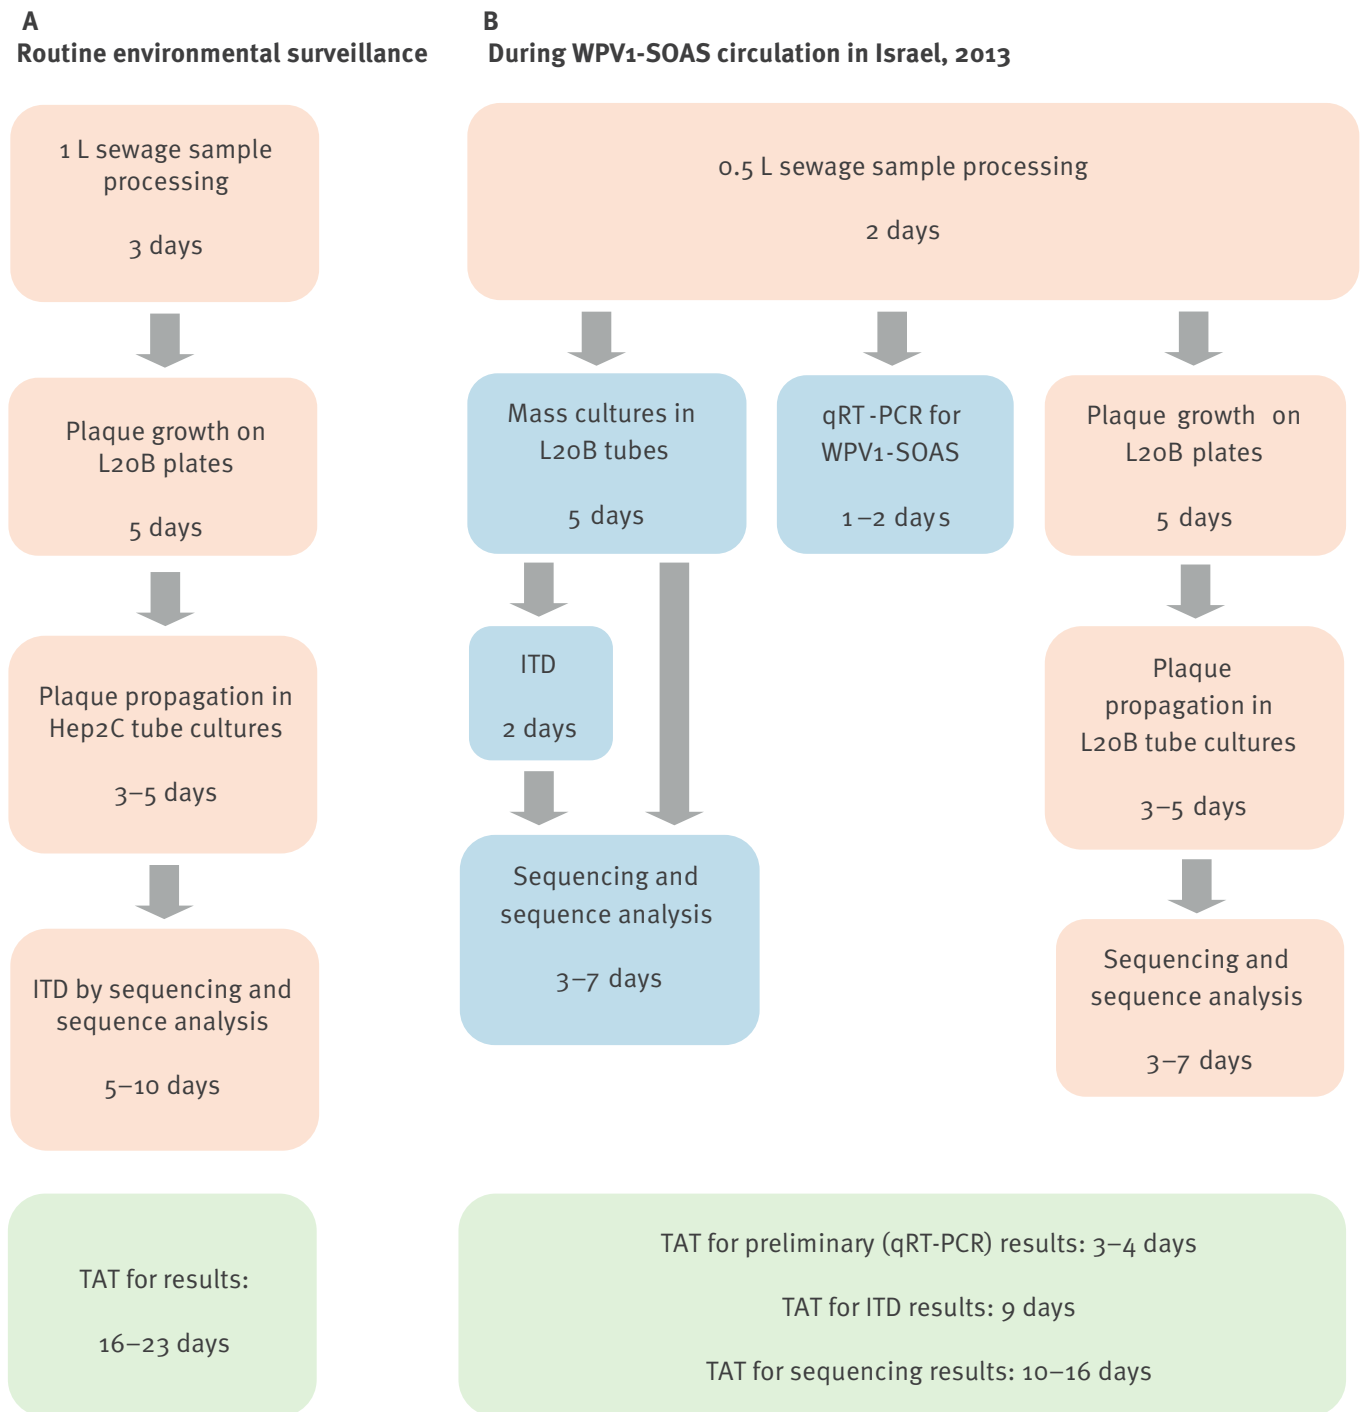 A
Routine environmental surveillance
1 L sewage sample
processing
3 days
Plaque growth on
L20B plates
5 days
Plaque propagation in
Hep2C tube cultures
3–5 days
ITD by sequencing and
sequence analysis
5–10 days
TAT for results:
16–23 days
B
During WPV1-SOAS circulation in Israel, 2013
0.5 L sewage sample processing
2 days
Mass cultures in
L20B tubes
5 days
ITD
2 days
Sequencing and
sequence analysis
3–7 days
qRT-PCR for
WPV1-SOAS
1–2 days
Plaque growth on
L20B plates
5 days
Plaque
propagation in
L20B tube cultures
3–5 days
Sequencing and
sequence analysis
3–7 days
TAT for preliminary (qRT-PCR) results: 3–4 days
TAT for ITD results: 9 days
TAT for sequencing results: 10–16 days